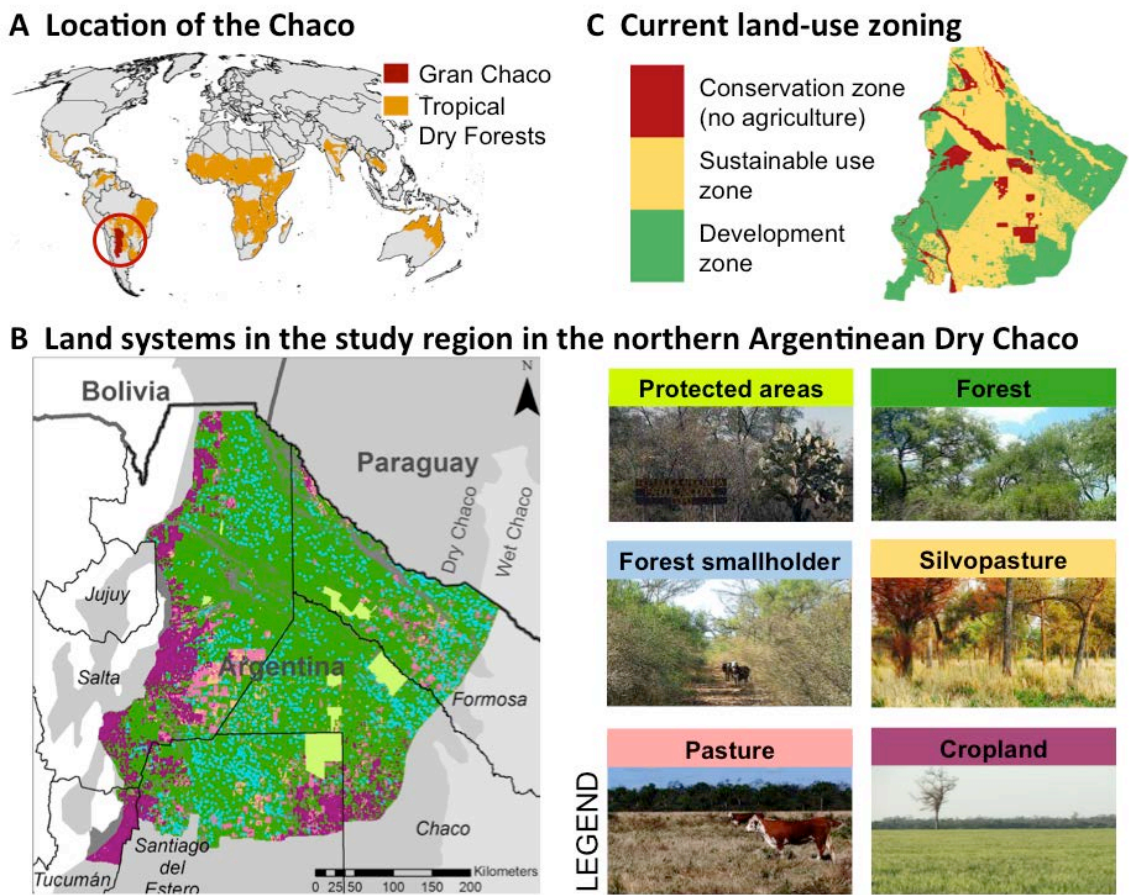 A Location of the Chaco
Gran Chaco
Tropical
Dry Forests
C Current land-use zoning
Conservation zone
(no agriculture)
Sustainable use
zone
Development
zone
B Land systems in the study region in the northern Argentinean Dry Chaco
Bolivia
N
Paraguay
Dry Chaco
Wet Chaco
Jujuy
Salta
Argentina
Formosa
Chaco
Santiago
del
Estero
Tucumán
Kilometers
0 25 50 100 150 200
LEGEND
Protected areas
Forest
Forest smallholder
Silvopasture
Pasture
Cropland